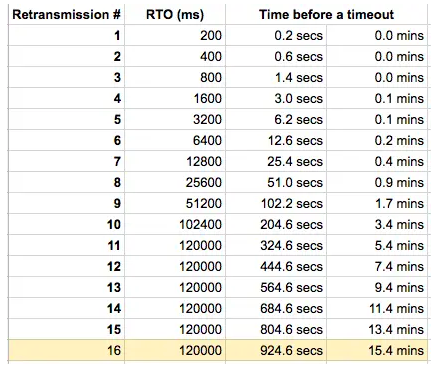 Retransmission # RTO (ms) Time before a timeout
1 200 0.2 secs 0.0 mins
2 400 0.6 secs 0.0 mins
3 800 1.4 secs 0.0 mins
4 1600 3.0 secs 0.1 mins
5 3200 6.2 secs 0.1 mins
6 6400 12.6 secs 0.2 mins
7 12800 25.4 secs 0.4 mins
8 25600 51.0 secs 0.9 mins
9 51200 102.2 secs 1.7 mins
10 102400 204.6 secs 3.4 mins
11 120000 324.6 secs 5.4 mins
12 120000 444.6 secs 7.4 mins
13 120000 564.6 secs 9.4 mins
14 120000 684.6 secs 11.4 mins
15 120000 804.6 secs 13.4 mins
16 120000 924.6 secs 15.4 mins